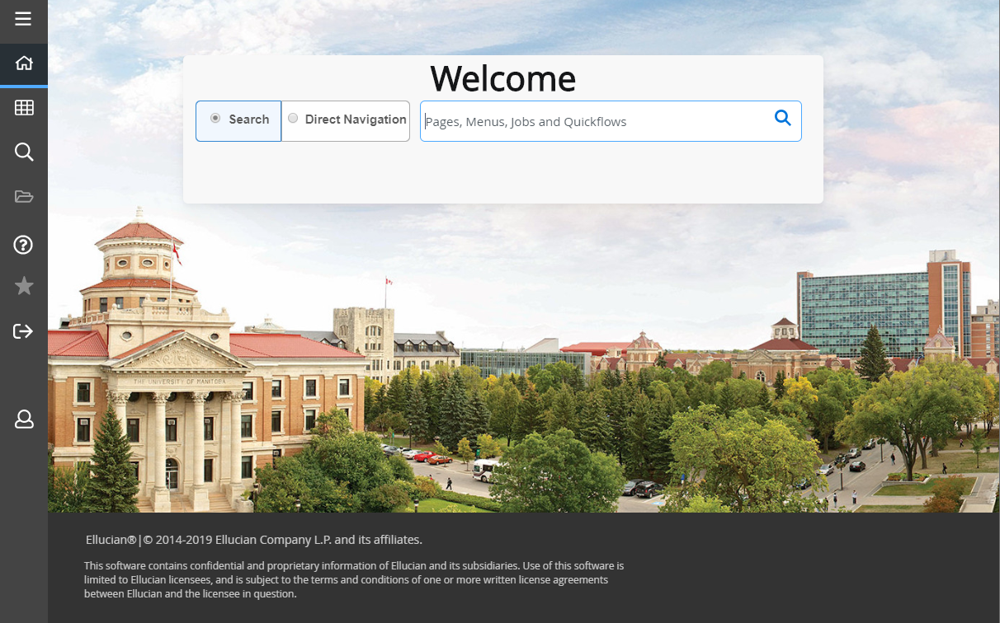 Welcome
Search
Direct Navigation
Pages, Menus, Jobs and Quickflows
THE UNIVERSITY OF MANITOBA
Ellucian®|© 2014-2019 Ellucian Company L.P. and its affiliates.
This software contains confidential and proprietary information of Ellucian and its subsidiaries. Use of this software is
limited to Ellucian licensees, and is subject to the terms and conditions of one or more written license agreements
between Ellucian and the licensee in question.